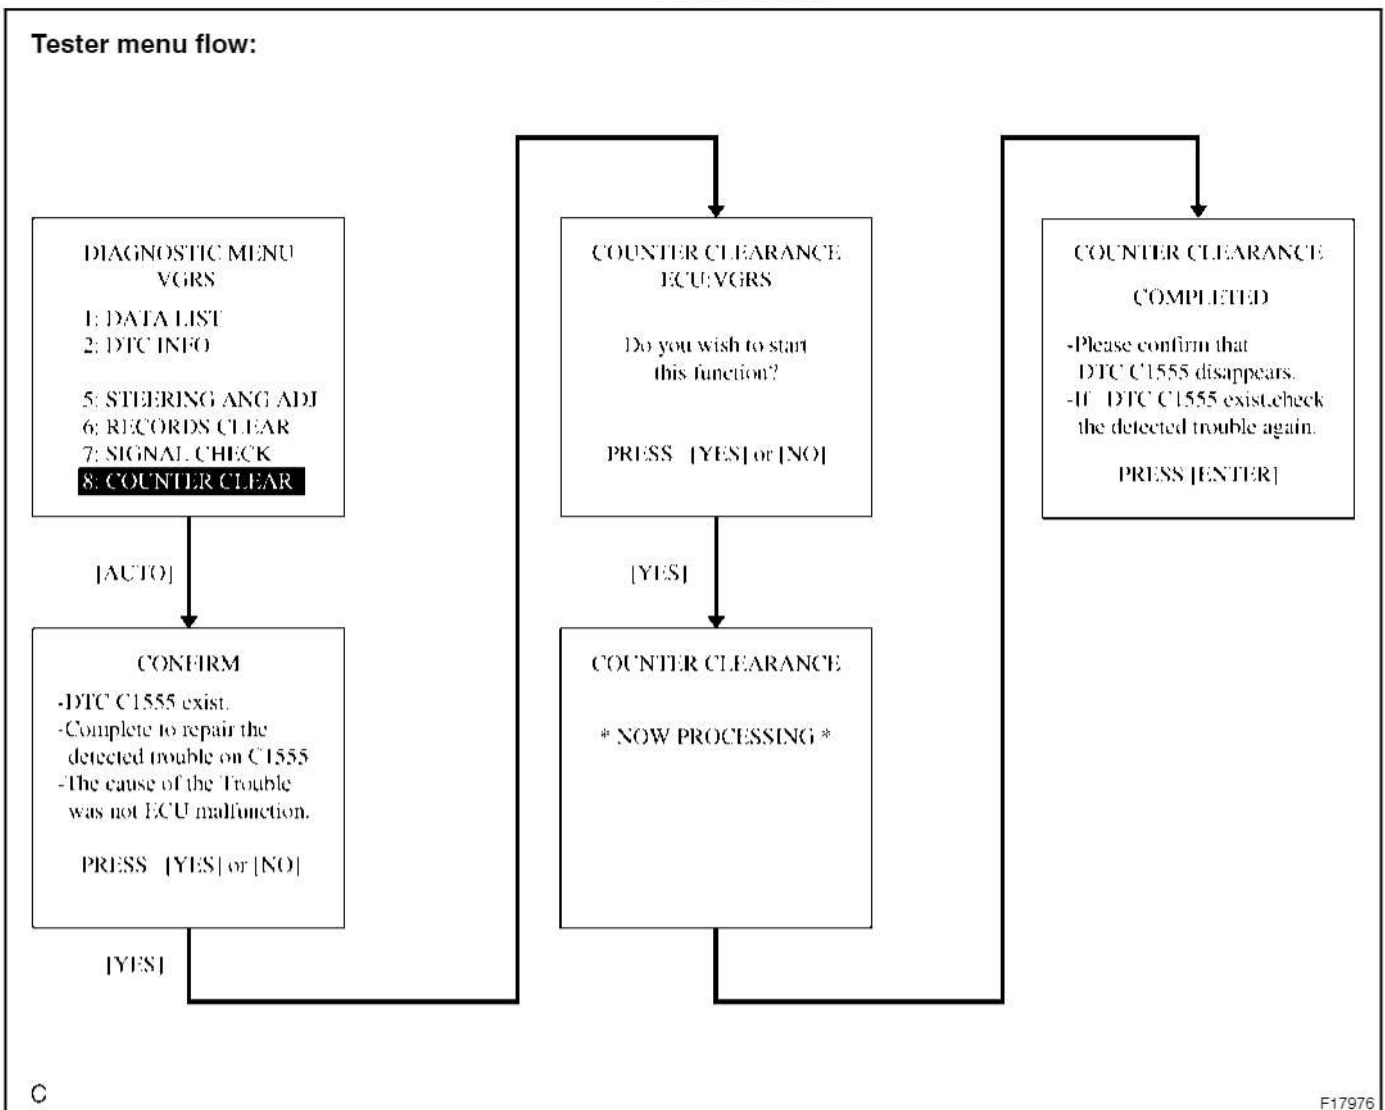 Tester menu flow:
DIAGNOSTIC MENU
VGRS
1: DATA LIST
2: DTC INFO
5: STEERING ANG ADJ
6: RECORDS CLEAR
7: SIGNAL CHECK
8: COUNTER CLEAR
[AUTO]
CONFIRM
-DTC C1555 exist.
-Complete to repair the
detected trouble on C1555
-The cause of the Trouble
was not ECU malfunction.
PRESS [YES] or [NO]
[YES]
COUNTER CLEARANCE
ECU:VGRS
Do you wish to start
this function?
PRESS [YES] or [NO]
[YES]
COUNTER CLEARANCE
* NOW PROCESSING *
COUNTER CLEARANCE
COMPLETED
-Please confirm that
DTC C1555 disappears.
-If DTC C1555 exist,check
the detected trouble again.
PRESS [ENTER]
C
F17976